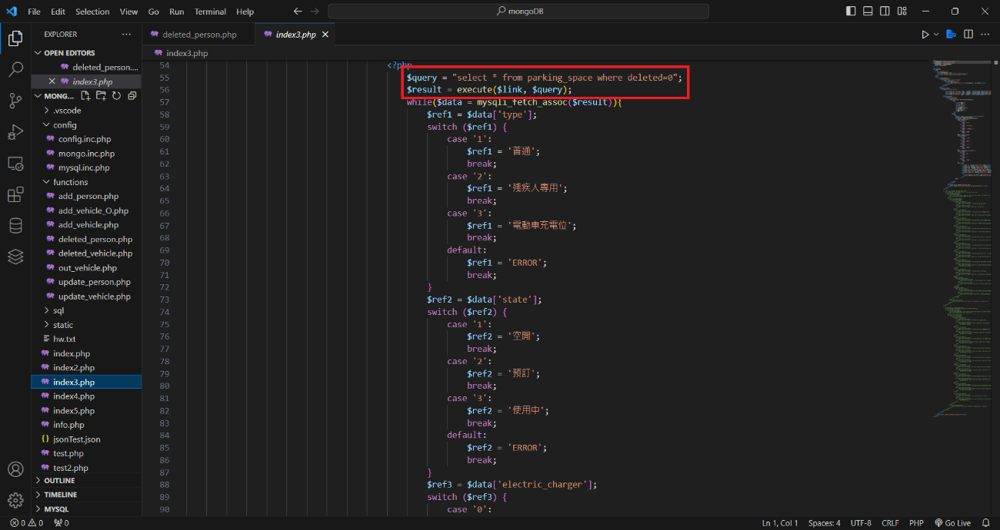 File Edit Selection View Go Run Terminal Help
mongoDB
EXPLORER
deleted_person.php
index3.php
OPEN EDITORS
deleted_person....
index3.php
MONG...
.vscode
config
config.inc.php
mongo.inc.php
mysql.inc.php
functions
add_person.php
add_vehicle_O.php
add_vehicle.php
deleted_person.php
deleted_vehicle.php
out_vehicle.php
update_person.php
update_vehicle.php
sql
static
hw.txt
index.php
index2.php
index3.php
index4.php
index5.php
info.php
{} jsonTest.json
test.php
test2.php
OUTLINE
TIMELINE
MYSQL
index3.php
54 <?php
55 $query = "select * from parking_space where deleted=0";
56 $result = execute($link, $query);
57 while($data = mysqli_fetch_assoc($result)){
58 $ref1 = $data['type'];
59 switch ($ref1) {
60 case '1':
61 $ref1 = '普通';
62 break;
63 case '2':
64 $ref1 = '殘疾人專用';
65 break;
66 case '3':
67 $ref1 = '電動車充電位';
68 break;
69 default:
70 $ref1 = 'ERROR';
71 break;
72 }
73 $ref2 = $data['state'];
74 switch ($ref2) {
75 case '1':
76 $ref2 = '空閒';
77 break;
78 case '2':
79 $ref2 = '預訂';
80 break;
81 case '3':
82 $ref2 = '使用中';
83 break;
84 default:
85 $ref2 = 'ERROR';
86 break;
87 }
88 $ref3 = $data['electric_charger'];
89 switch ($ref3) {
90 case '0':
0 0 0
Ln 1, Col 1 Spaces: 4 UTF-8 CRLF PHP Go Live